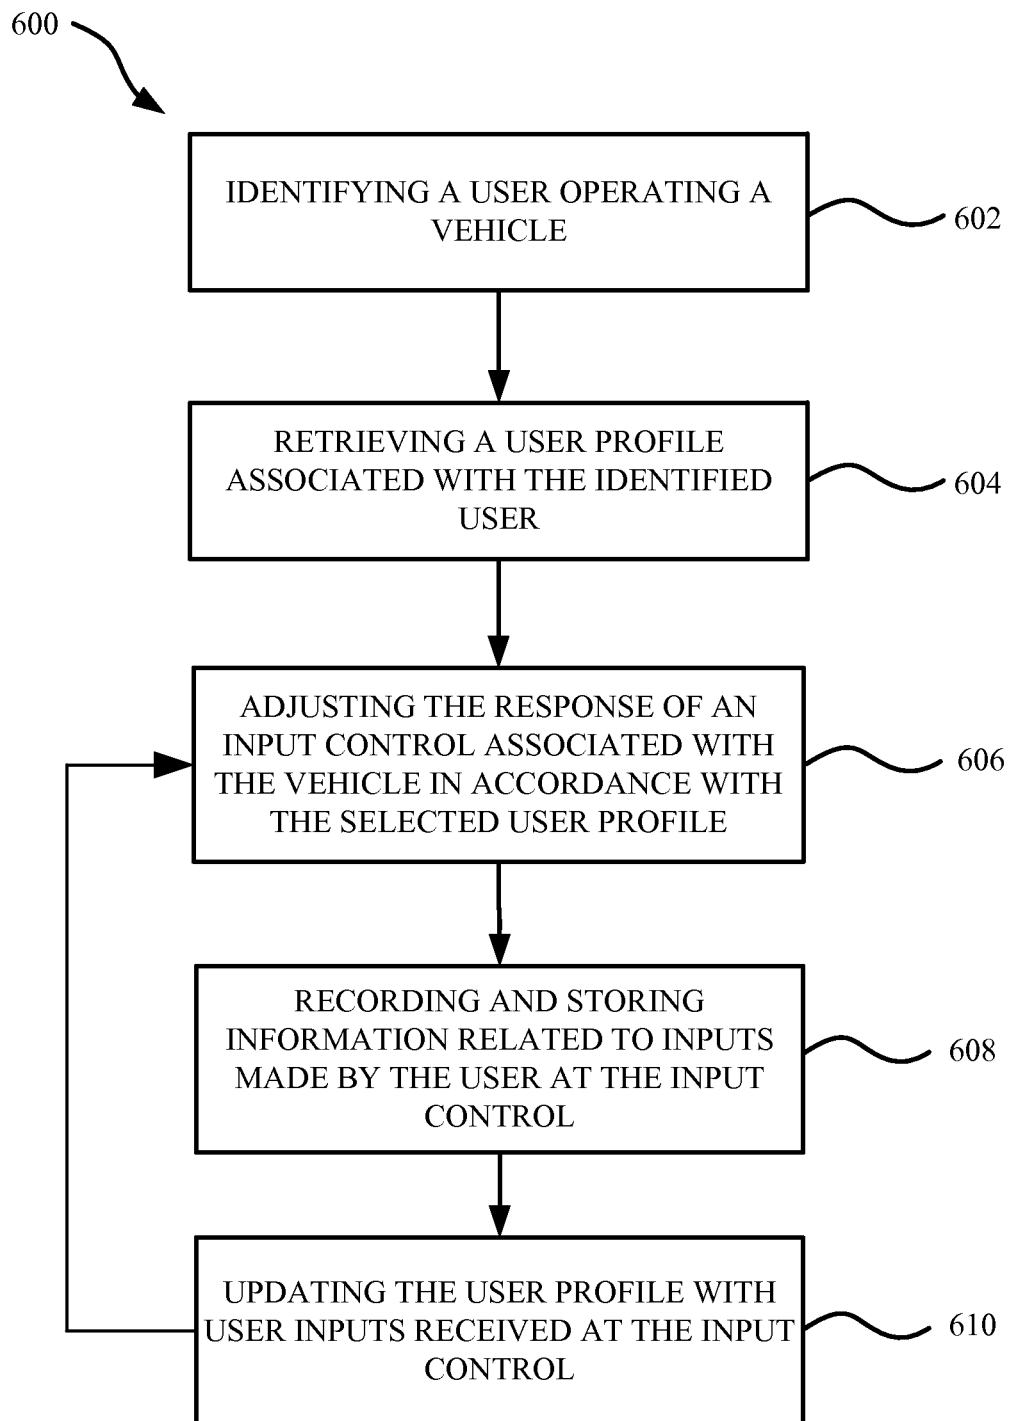 600
IDENTIFYING A USER OPERATING A
VEHICLE
602
RETRIEVING A USER PROFILE
ASSOCIATED WITH THE IDENTIFIED
USER
604
ADJUSTING THE RESPONSE OF AN
INPUT CONTROL ASSOCIATED WITH
THE VEHICLE IN ACCORDANCE WITH
THE SELECTED USER PROFILE
606
RECORDING AND STORING
INFORMATION RELATED TO INPUTS
MADE BY THE USER AT THE INPUT
CONTROL
608
UPDATING THE USER PROFILE WITH
USER INPUTS RECEIVED AT THE INPUT
CONTROL
610